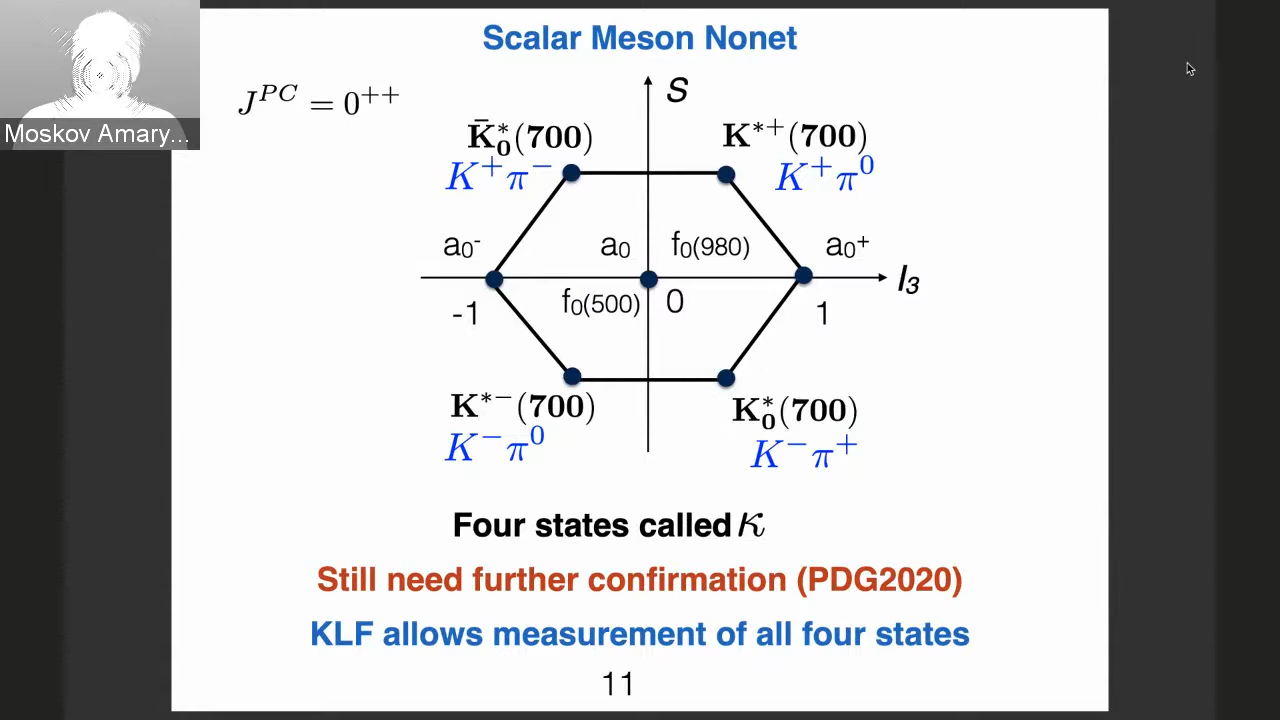 Scalar Meson Nonet
Moskov Amary...
J^{PC} = 0^{++}
S
K̄*₀(700)
K*⁺(700)
K⁺π⁻
K⁺π⁰
a₀⁻
a₀
f₀(980)
a₀⁺
I₃
-1
f₀(500)
0
1
K*⁻(700)
K*₀(700)
K⁻π⁰
K⁻π⁺
Four states called κ
Still need further confirmation (PDG2020)
KLF allows measurement of all four states
11